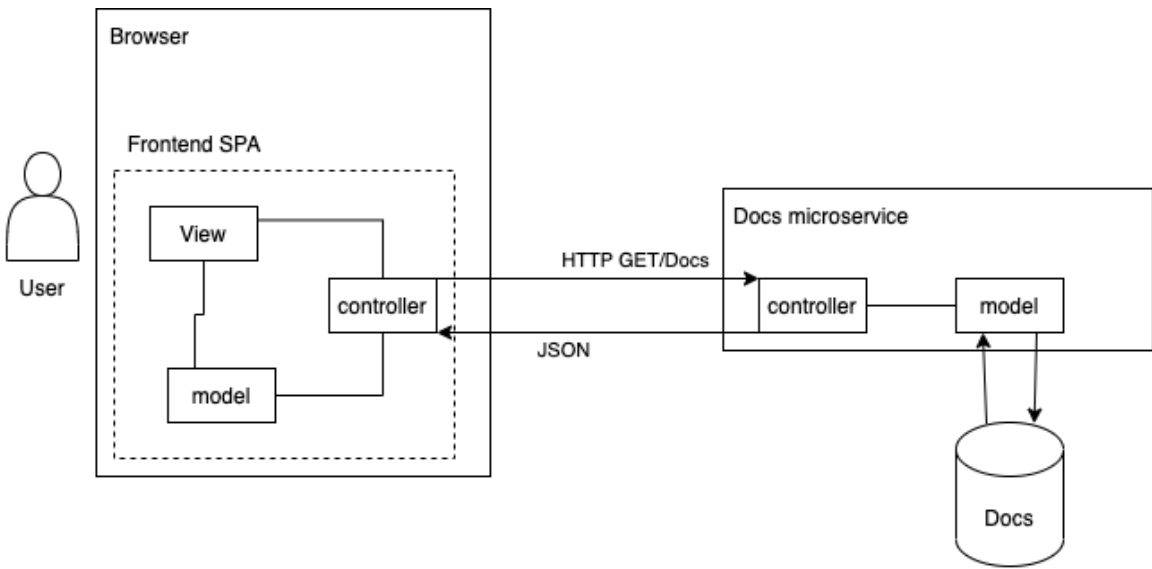 Browser
Frontend SPA
View
User
controller
model
HTTP GET/Docs
JSON
Docs microservice
controller
model
Docs